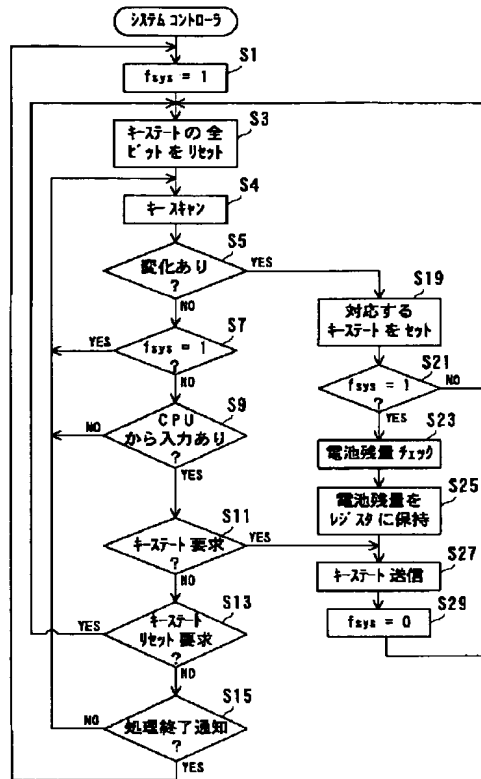 システム コントローラ
S1
fsys = 1
S3
キーステートの全
ビットをリセット
S4
キースキャン
S5
変化あり
?
YES
NO
S7
fsys = 1
?
YES
NO
S9
CPU
から入力あり
?
NO
YES
S11
キーステート要求
?
YES
NO
S13
キーステート
リセット要求
?
YES
NO
S15
処理終了通知
?
NO
YES
S19
対応する
キーステートをセット
S21
fsys = 1
?
NO
YES
S23
電池残量チェック
S25
電池残量を
レジスタに保持
S27
キーステート送信
S29
fsys = 0